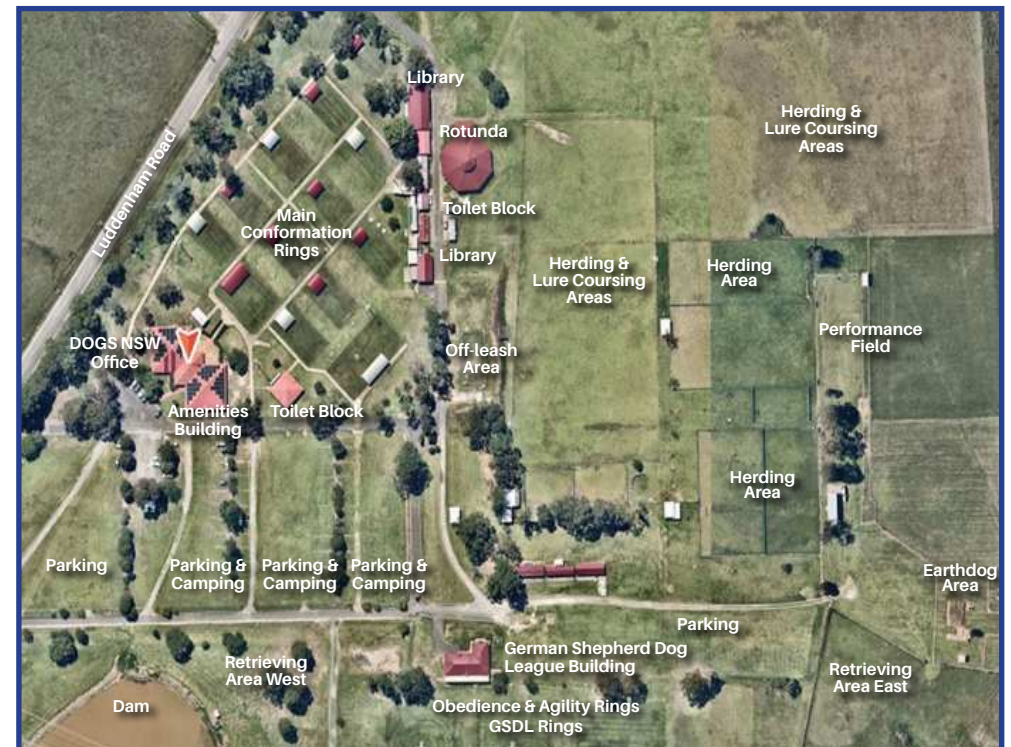 Library
Herding &
Lure Coursing
Areas
Rotunda
Luddenham Road
Toilet Block
Main
Conformation
Rings
Library
Herding &
Lure Coursing
Areas
Herding
Area
Performance
Field
DOGS NSW
Office
Off-leash
Area
Amenities
Building
Toilet Block
Herding
Area
Parking
Parking &
Camping
Parking &
Camping
Parking &
Camping
Earthdog
Area
Parking
German Shepherd Dog
League Building
Retrieving
Area West
Retrieving
Area East
Dam
Obedience & Agility Rings
GSDL Rings